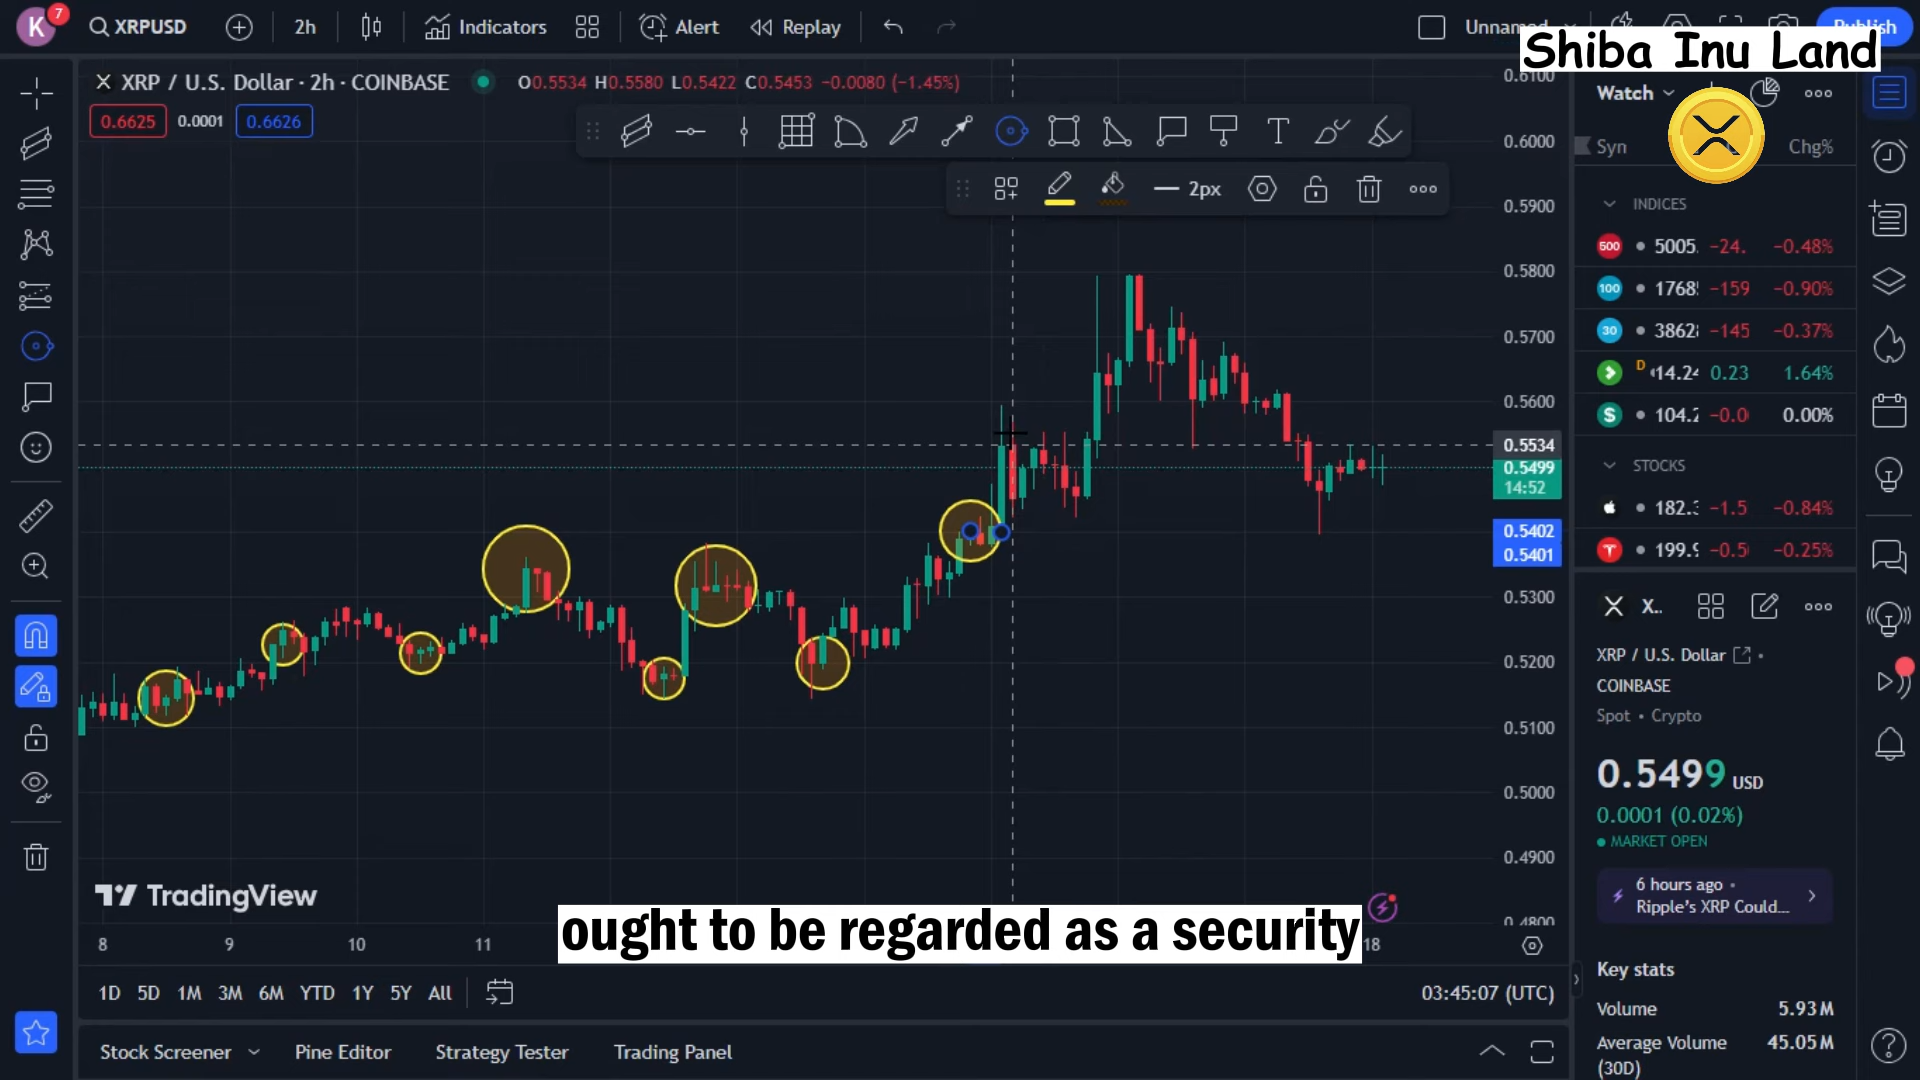 K 7 XRPUSD 2h Indicators Alert Replay Unnamed Publish
Shiba Inu Land
X XRP / U.S. Dollar · 2h · COINBASE O0.5534 H0.5580 L0.5422 C0.5453 −0.0080 (−1.45%)
0.6625 0.0001 0.6626
2px
0.6100
0.6000
0.5900
0.5800
0.5700
0.5600
0.5534
0.5499
14:52
0.5402
0.5401
0.5300
0.5200
0.5100
0.5000
0.4900
0.4800
TradingView
ought to be regarded as a security
8 9 10 11 18
1D 5D 1M 3M 6M YTD 1Y 5Y All
03:45:07 (UTC)
Stock Screener Pine Editor Strategy Tester Trading Panel
Watch
Syn Chg%
INDICES
500 5005. −24. −0.48%
100 1768 −159 −0.90%
30 3862 −145 −0.37%
D 14.24 0.23 1.64%
$ 104.2 −0.0 0.00%
STOCKS
182.3 −1.5 −0.84%
199.9 −0.5 −0.25%
X..
XRP / U.S. Dollar
COINBASE
Spot • Crypto
0.5499 USD
0.0001 (0.02%)
MARKET OPEN
6 hours ago •
Ripple's XRP Could...
Key stats
Volume 5.93M
Average Volume 45.05M
(30D)